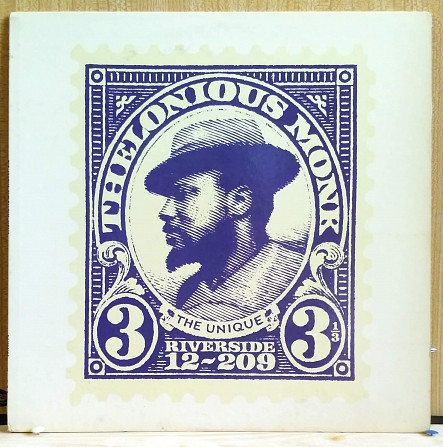 THELONIOUS MONK
THE UNIQUE
3
3 1/3
RIVERSIDE
12~209